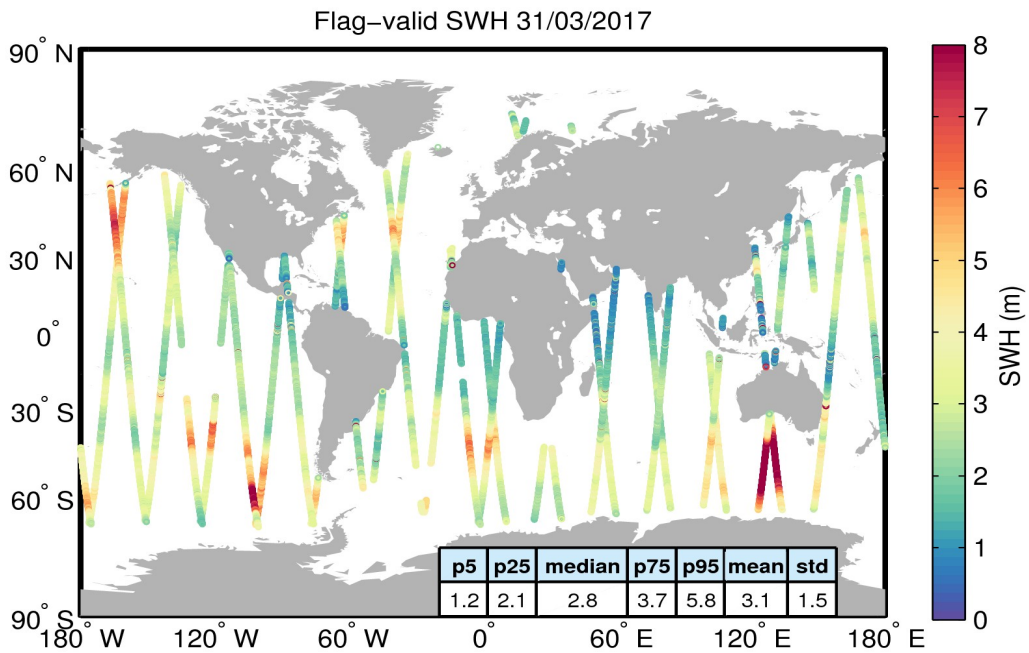 Flag−valid SWH 31/03/2017
90° N
60° N
30° N
0°
30° S
60° S
90° S
180° W
120° W
60° W
0°
60° E
120° E
180° E
p5 p25 median p75 p95 mean std
1.2 2.1 2.8 3.7 5.8 3.1 1.5
8
7
6
5
4
3
2
1
0
SWH (m)